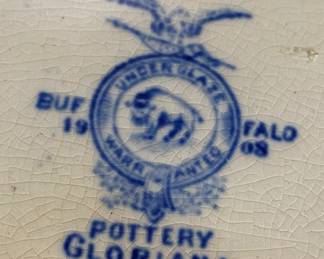 UNDERGLAZE
BUF FALO
19 08
WARRANTED
POTTERY
GLORIANA